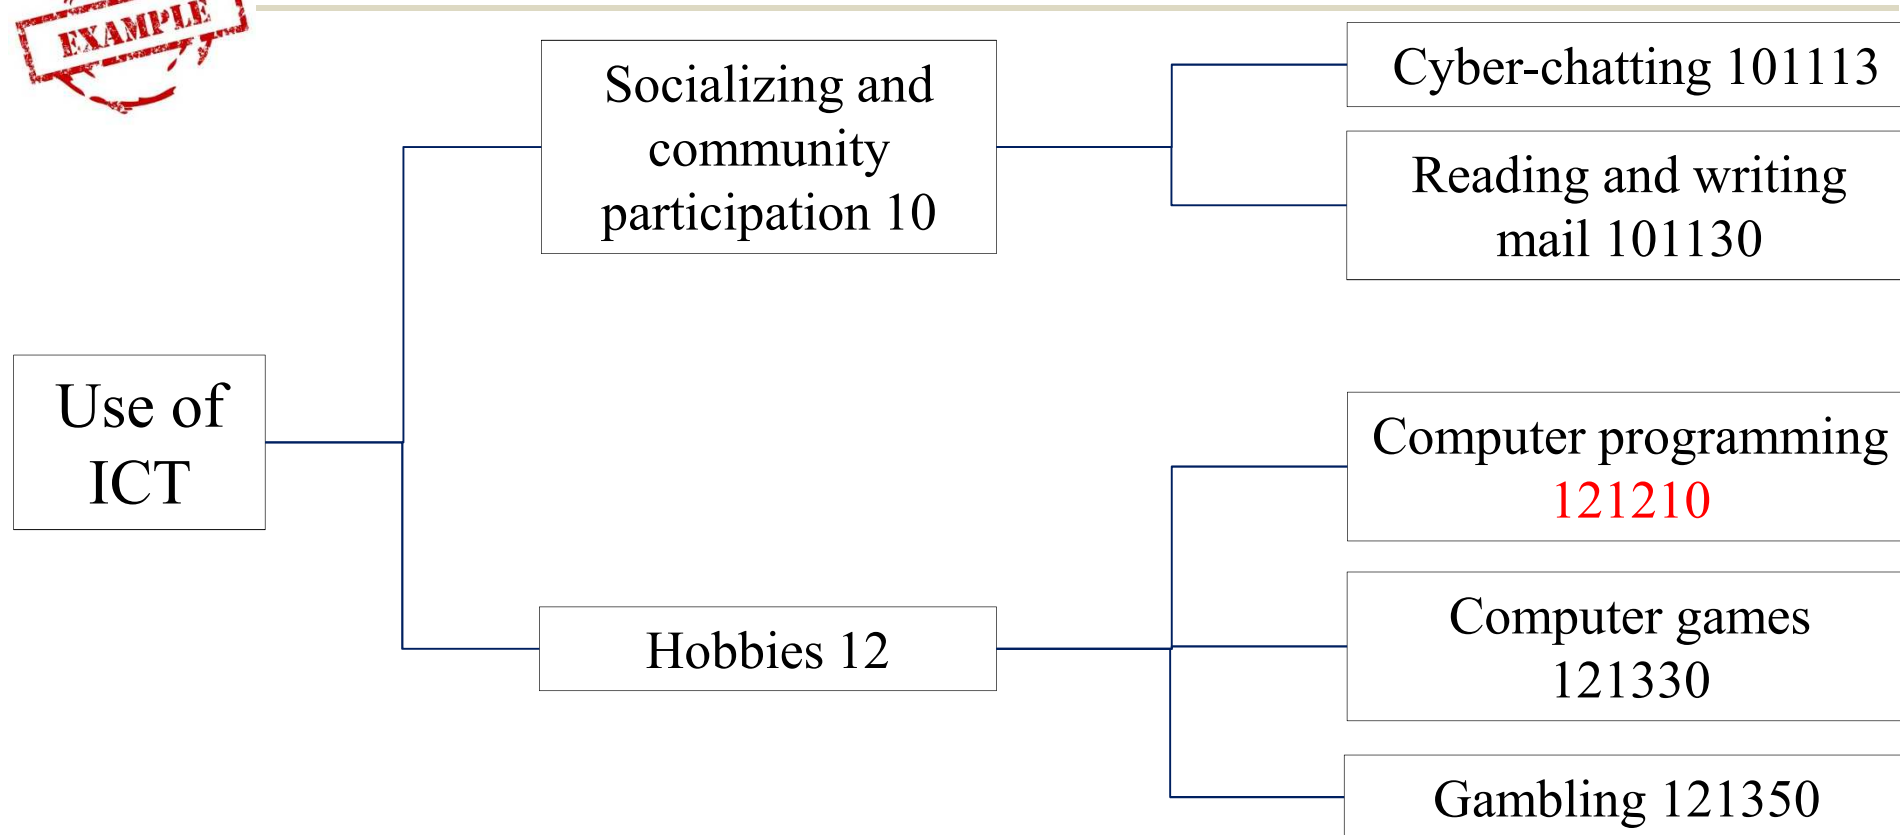 EXAMPLE
Socializing and
community
participation 10
Cyber-chatting 101113
Reading and writing
mail 101130
Use of
ICT
Computer programming
121210
Hobbies 12
Computer games
121330
Gambling 121350